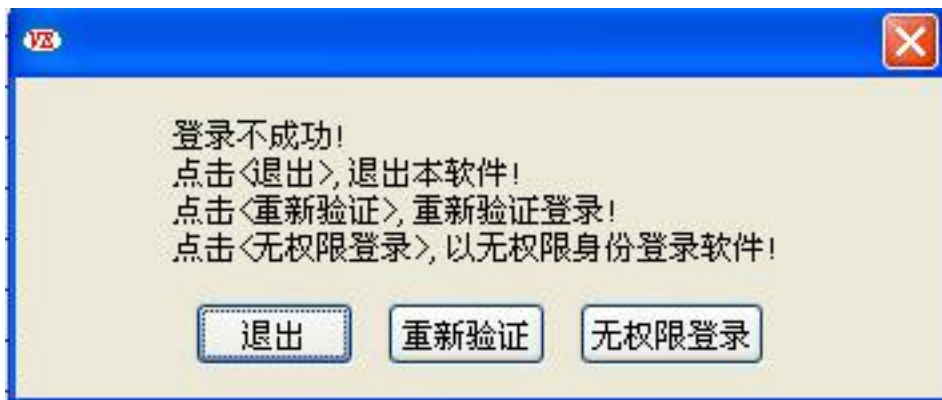 登录不成功!
点击<退出>,退出本软件!
点击<重新验证>,重新验证登录!
点击<无权限登录>,以无权限身份登录软件!
退出
重新验证
无权限登录